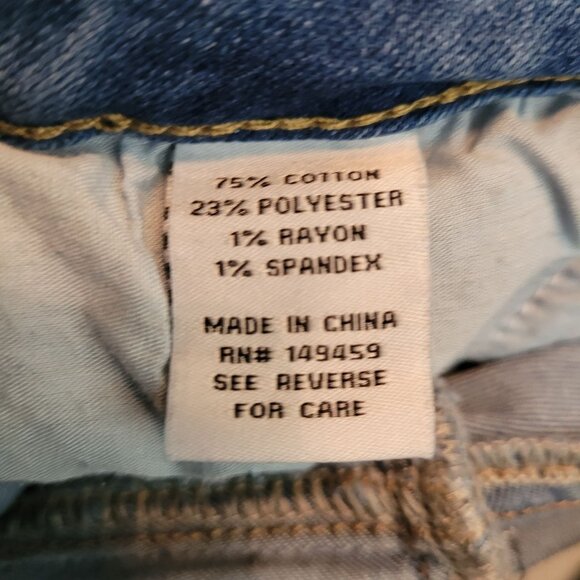 75% COTTON
23% POLYESTER
1% RAYON
1% SPANDEX
MADE IN CHINA
RN# 149459
SEE REVERSE
FOR CARE